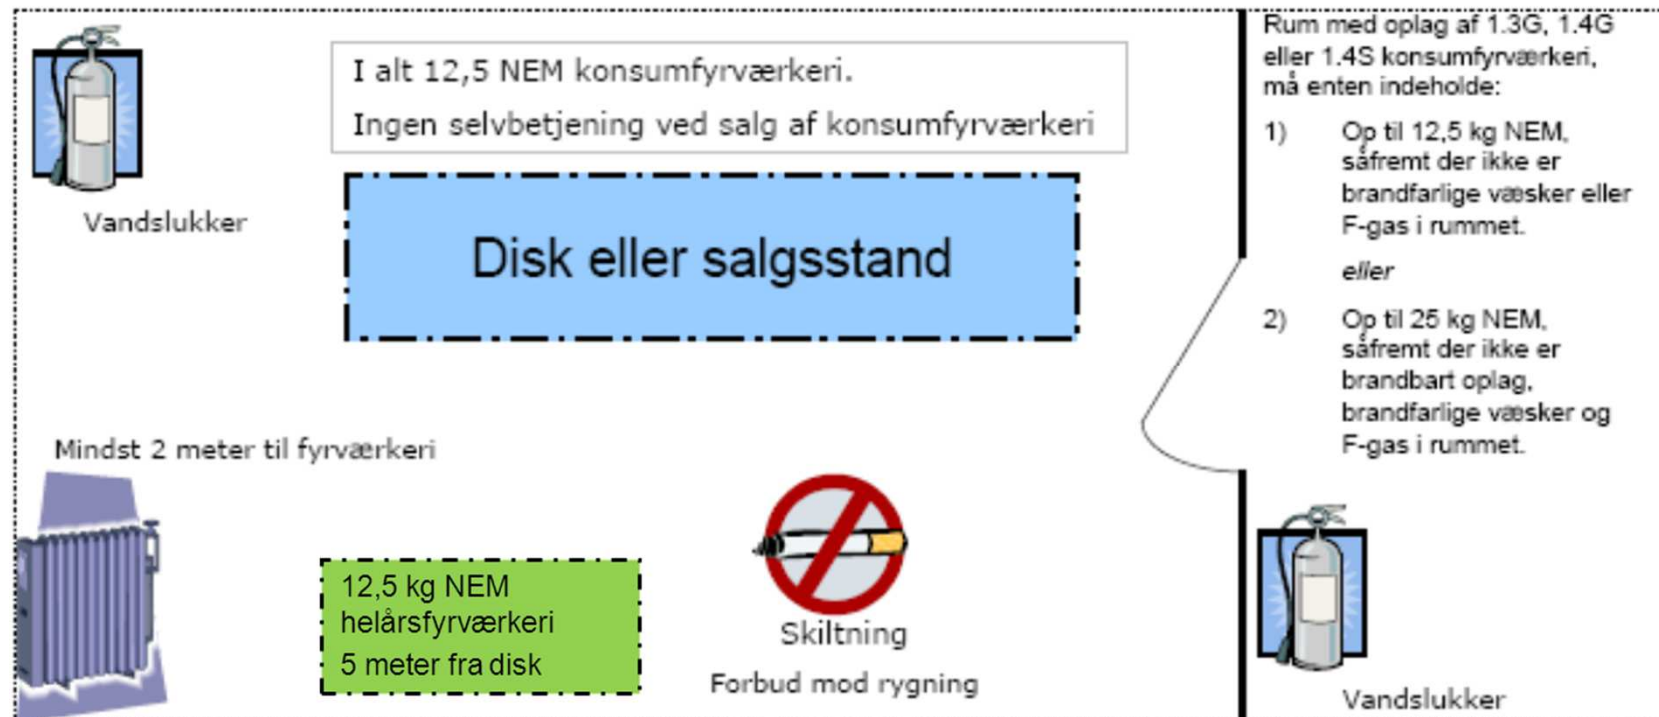 I alt 12,5 NEM konsumfyrværkeri.
Ingen selvbetjening ved salg af konsumfyrværkeri
Vandslukker
Disk eller salgsstand
Mindst 2 meter til fyrværkeri
12,5 kg NEM
helårsfyrværkeri
5 meter fra disk
Skiltning
Forbud mod rygning
Rum med oplag af 1.3G, 1.4G
eller 1.4S konsumfyrværkeri,
må enten indeholde:
1) Op til 12,5 kg NEM,
såfremt der ikke er
brandfarlige væsker eller
F-gas i rummet.
eller
2) Op til 25 kg NEM,
såfremt der ikke er
brandbart oplag,
brandfarlige væsker og
F-gas i rummet.
Vandslukker